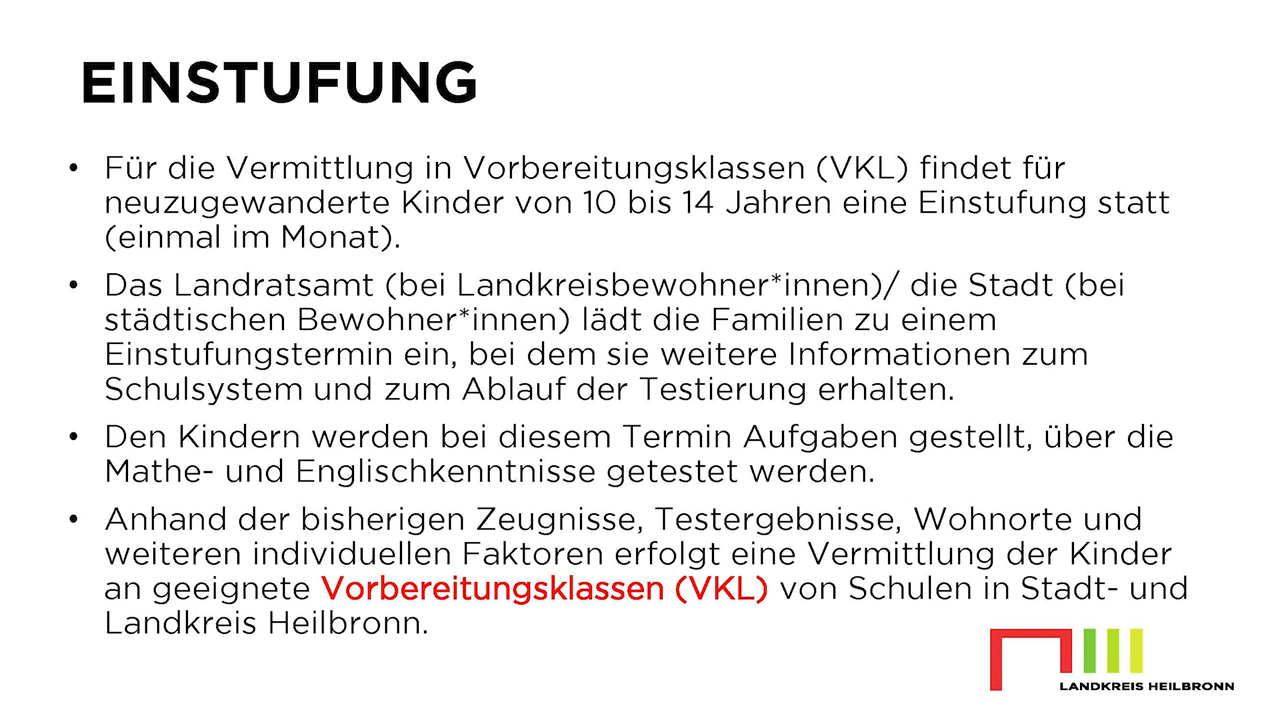 EINSTUFUNG
• Für die Vermittlung in Vorbereitungsklassen (VKL) findet für
neuzugewanderte Kinder von 10 bis 14 Jahren eine Einstufung statt
(einmal im Monat).
• Das Landratsamt (bei Landkreisbewohner*innen)/ die Stadt (bei
städtischen Bewohner*innen) lädt die Familien zu einem
Einstufungstermin ein, bei dem sie weitere Informationen zum
Schulsystem und zum Ablauf der Testierung erhalten.
• Den Kindern werden bei diesem Termin Aufgaben gestellt, über die
Mathe- und Englischkenntnisse getestet werden.
• Anhand der bisherigen Zeugnisse, Testergebnisse, Wohnorte und
weiteren individuellen Faktoren erfolgt eine Vermittlung der Kinder
an geeignete Vorbereitungsklassen (VKL) von Schulen in Stadt- und
Landkreis Heilbronn.
LANDKREIS HEILBRONN